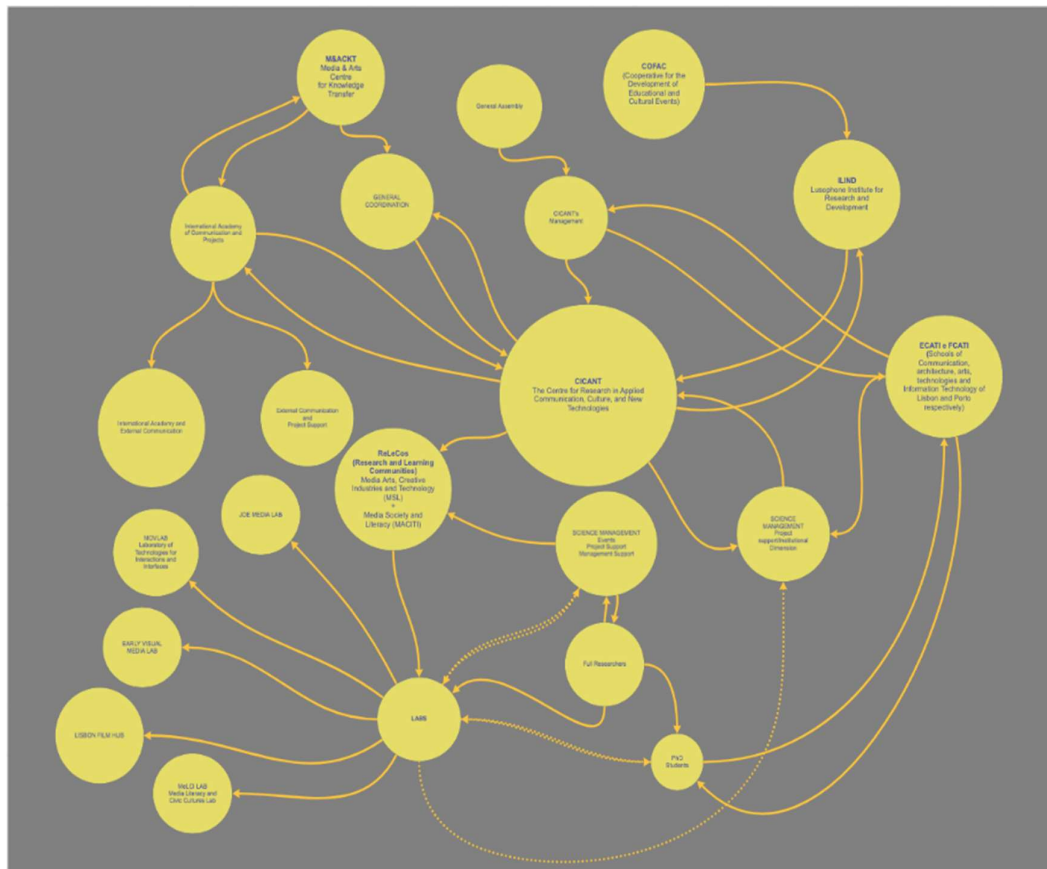 M&ACKT
Media & Arts
Centre
for Knowledge
Transfer
COFAC
(Cooperative for the
Development of
Educational and
Cultural Events)
General Assembly
ILIND
Lusophone Institute for
Research and
Development
GENERAL
COORDINATION
CICANT's
Management
International Academy
of Communication and
Projects
ECATI e FCATI
(Schools of
Communication,
architecture, arts,
technologies and
Information Technology of
Lisbon and Porto
respectively)
CICANT
The Centre for Research in Applied
Communication, Culture, and New
Technologies
International Academy and
External Communication
External Communication
and
Project Support
ReLeCos
(Research and Learning
Communities)
Media Arts, Creative
Industries and Technology
(MSL)
+
Media Society and
Literacy (MACITI)
JOE MEDIA LAB
SCIENCE MANAGEMENT
Events
Project Support
Management Support
SCIENCE
MANAGEMENT
Project
support/Institutional
Dimension
MOVLAB
Laboratory of
Technologies for
Interactions and
Interfaces
EARLY VISUAL
MEDIA LAB
Full Researchers
LABS
LISBON FILM HUB
PhD
Students
MeLCi LAB
Media Literacy and
Civic Cultures Lab